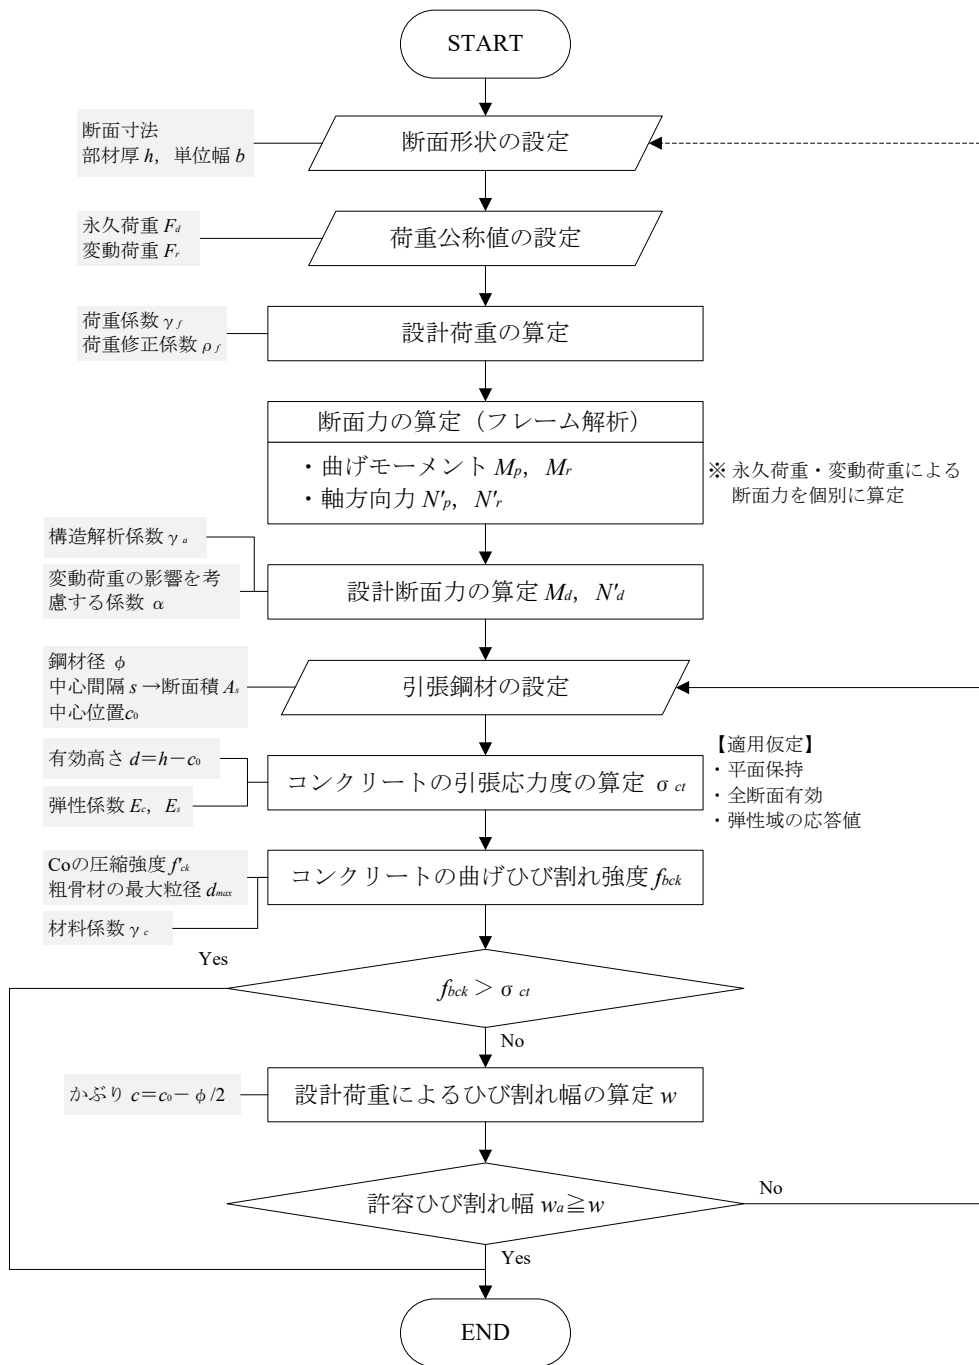 START
断面寸法
部材厚 h，単位幅 b
断面形状の設定
永久荷重 Fd
変動荷重 Fr
荷重公称値の設定
荷重係数 γf
荷重修正係数 ρf
設計荷重の算定
断面力の算定（フレーム解析）
・曲げモーメント Mp，Mr
・軸方向力 N'p，N'r
※ 永久荷重・変動荷重による
断面力を個別に算定
構造解析係数 γa
変動荷重の影響を考
慮する係数 α
設計断面力の算定 Md，N'd
鋼材径 φ
中心間隔 s →断面積 As
中心位置c0
引張鋼材の設定
有効高さ d＝h－c0
弾性係数 Ec，Es
コンクリートの引張応力度の算定 σct
【適用仮定】
・平面保持
・全断面有効
・弾性域の応答値
Coの圧縮強度 f'ck
粗骨材の最大粒径 dmax
材料係数 γc
コンクリートの曲げひび割れ強度 fbck
Yes
fbck＞σct
No
かぶり c＝c0－φ/2
設計荷重によるひび割れ幅の算定 w
許容ひび割れ幅 wa≧w
No
Yes
END